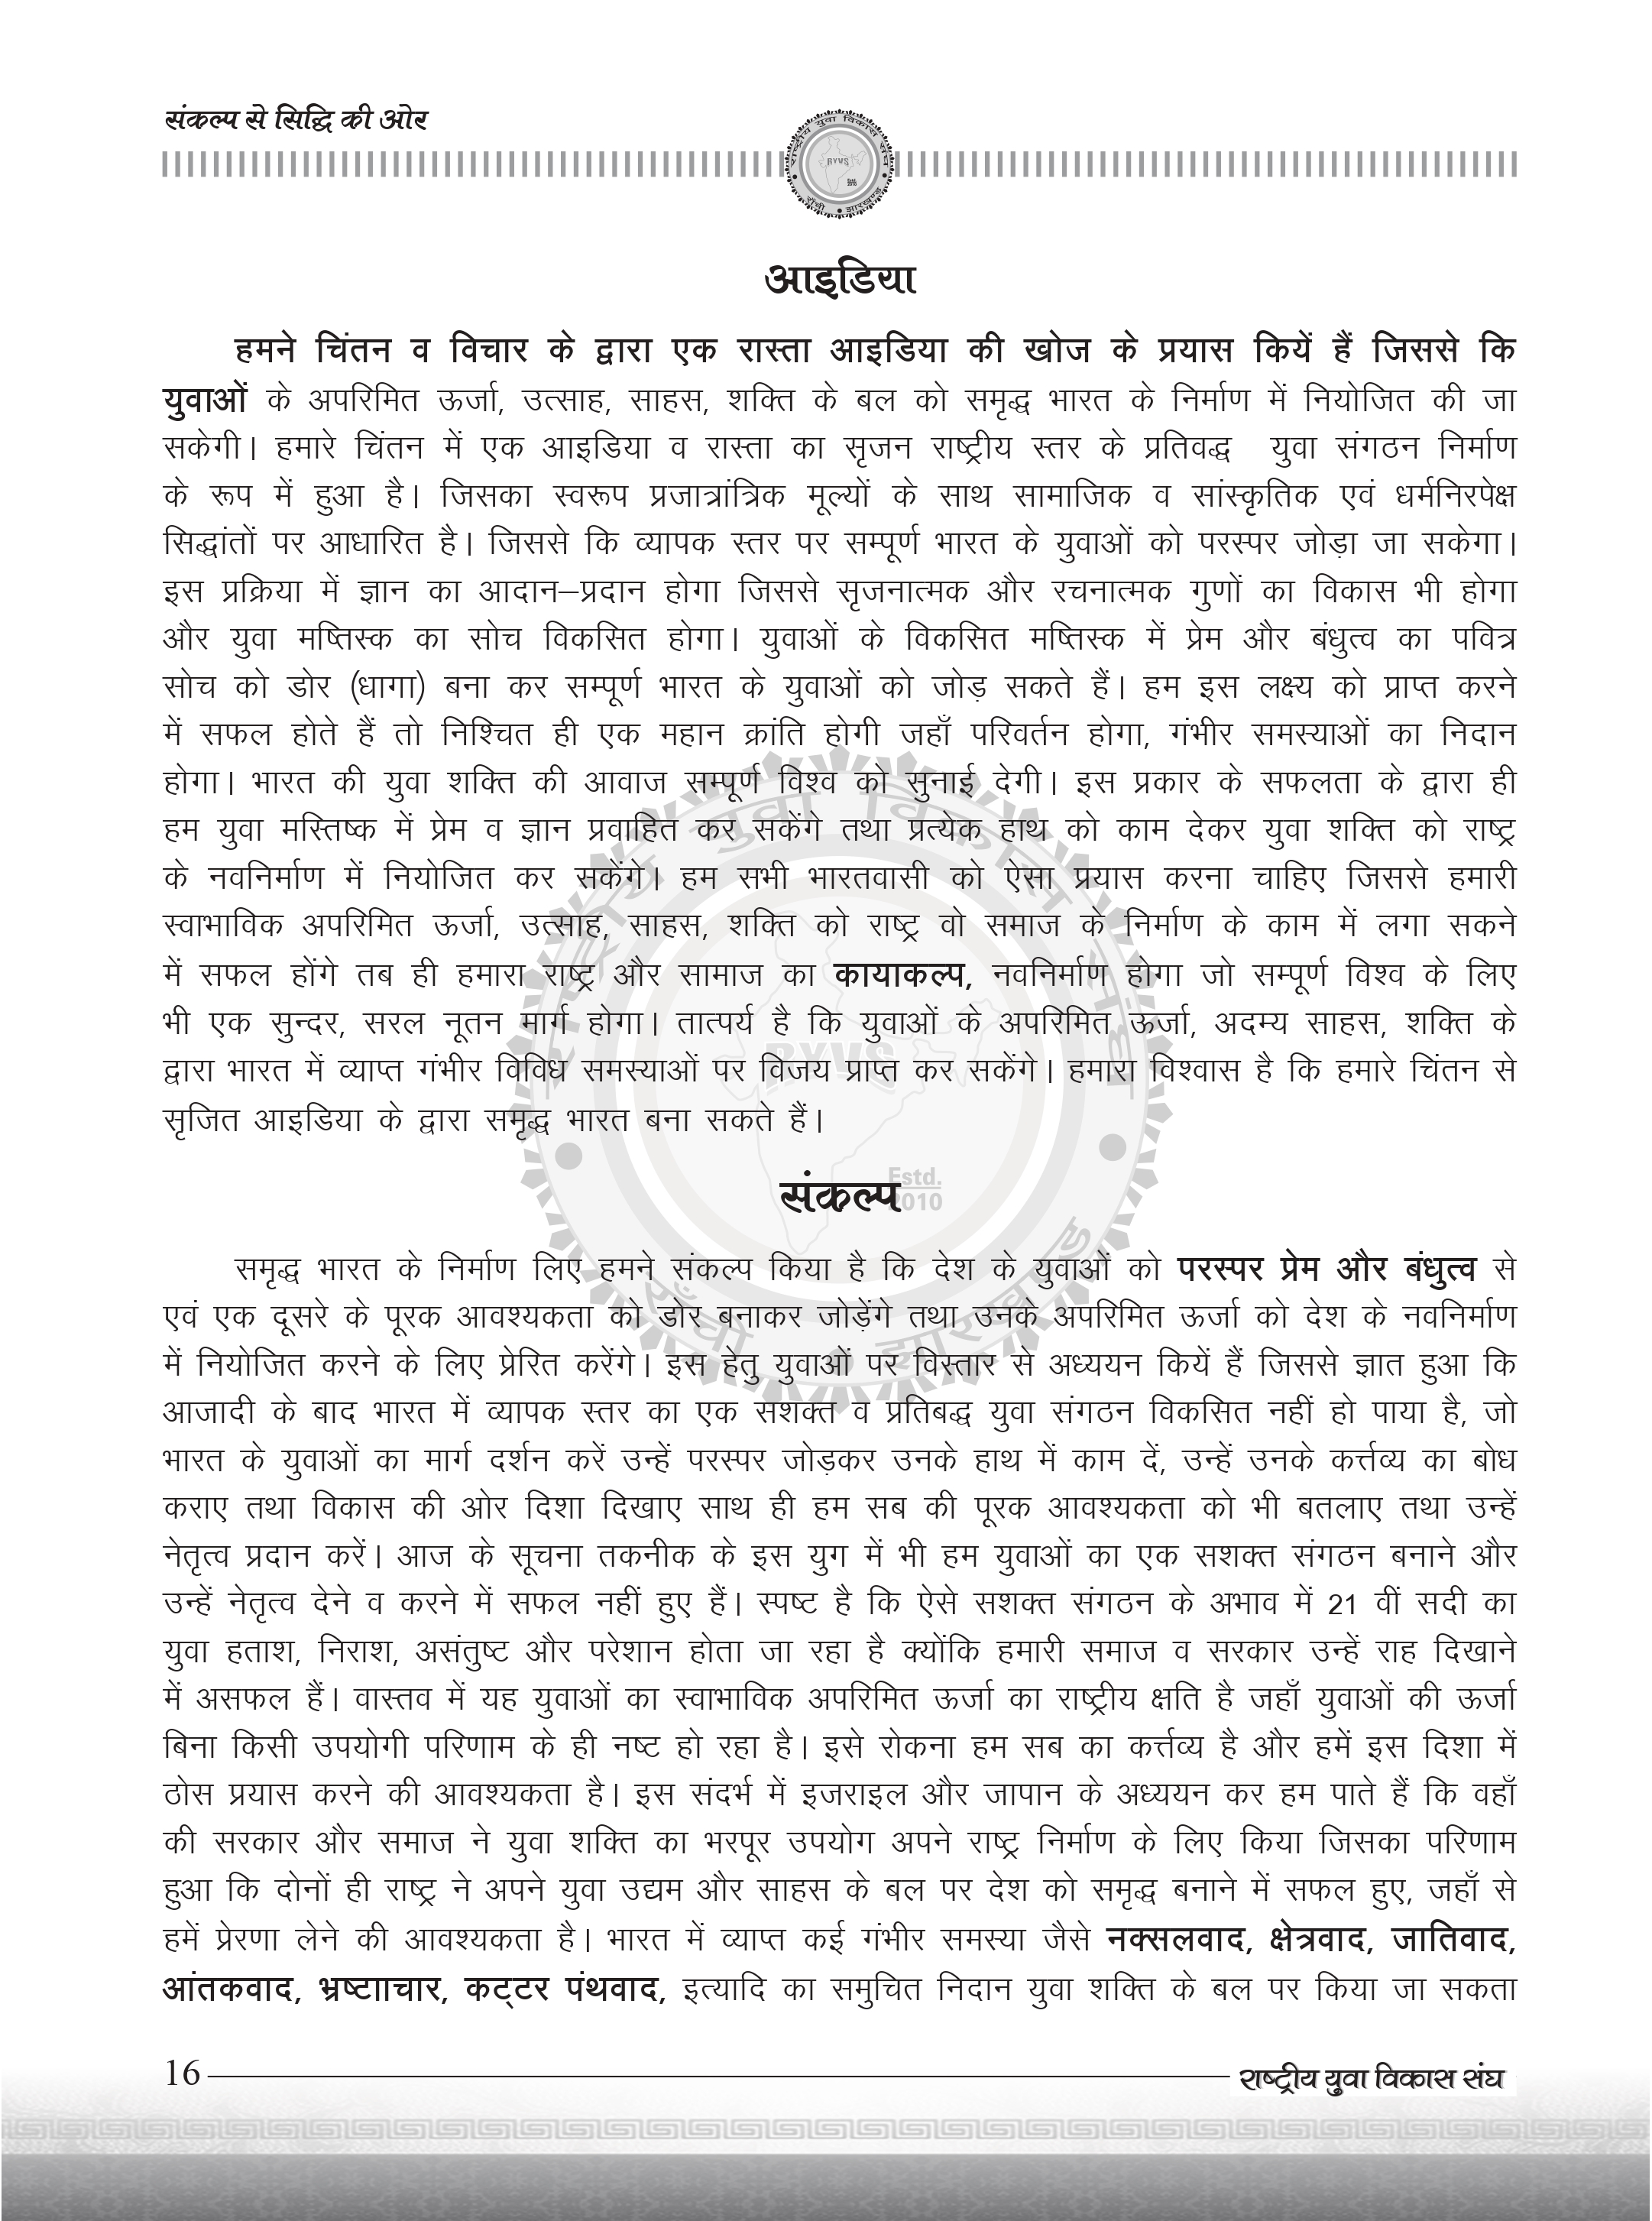 संकल्प से सिद्धि की ओर
राष्ट्रीय युवा विकास संघ
RYVS
राँची • झारखण्ड
आइडिया
हमने चिंतन व विचार के द्वारा एक रास्ता आइडिया की खोज के प्रयास कियें हैं जिससे कि
युवाओं के अपरिमित ऊर्जा, उत्साह, साहस, शक्ति के बल को समृद्ध भारत के निर्माण में नियोजित की जा
सकेगी। हमारे चिंतन में एक आइडिया व रास्ता का सृजन राष्ट्रीय स्तर के प्रतिवद्ध युवा संगठन निर्माण
के रूप में हुआ है। जिसका स्वरूप प्रजात्रांत्रिक मूल्यों के साथ सामाजिक व सांस्कृतिक एवं धर्मनिरपेक्ष
सिद्धांतों पर आधारित है। जिससे कि व्यापक स्तर पर सम्पूर्ण भारत के युवाओं को परस्पर जोड़ा जा सकेगा।
इस प्रक्रिया में ज्ञान का आदान–प्रदान होगा जिससे सृजनात्मक और रचनात्मक गुणों का विकास भी होगा
और युवा मष्तिस्क का सोच विकसित होगा। युवाओं के विकसित मष्तिस्क में प्रेम और बंधुत्व का पवित्र
सोच को डोर (धागा) बना कर सम्पूर्ण भारत के युवाओं को जोड़ सकते हैं। हम इस लक्ष्य को प्राप्त करने
में सफल होते हैं तो निश्चित ही एक महान क्रांति होगी जहाँ परिवर्तन होगा, गंभीर समस्याओं का निदान
होगा। भारत की युवा शक्ति की आवाज सम्पूर्ण विश्व को सुनाई देगी। इस प्रकार के सफलता के द्वारा ही
हम युवा मस्तिष्क में प्रेम व ज्ञान प्रवाहित कर सकेंगे तथा प्रत्येक हाथ को काम देकर युवा शक्ति को राष्ट्र
के नवनिर्माण में नियोजित कर सकेंगे। हम सभी भारतवासी को ऐसा प्रयास करना चाहिए जिससे हमारी
स्वाभाविक अपरिमित ऊर्जा, उत्साह, साहस, शक्ति को राष्ट्र वो समाज के निर्माण के काम में लगा सकने
में सफल होंगे तब ही हमारा राष्ट्र और सामाज का कायाकल्प, नवनिर्माण होगा जो सम्पूर्ण विश्व के लिए
भी एक सुन्दर, सरल नूतन मार्ग होगा। तात्पर्य है कि युवाओं के अपरिमित ऊर्जा, अदम्य साहस, शक्ति के
द्वारा भारत में व्याप्त गंभीर विविध समस्याओं पर विजय प्राप्त कर सकेंगे। हमारा विश्वास है कि हमारे चिंतन से
सृजित आइडिया के द्वारा समृद्ध भारत बना सकते हैं।
राष्ट्रीय युवा विकास संघ
RYVS
Estd.
2010
राँची • झारखण्ड
संकल्प
समृद्ध भारत के निर्माण लिए हमने संकल्प किया है कि देश के युवाओं को परस्पर प्रेम और बंधुत्व से
एवं एक दूसरे के पूरक आवश्यकता को डोर बनाकर जोड़ेंगे तथा उनके अपरिमित ऊर्जा को देश के नवनिर्माण
में नियोजित करने के लिए प्रेरित करेंगे। इस हेतु युवाओं पर विस्तार से अध्ययन कियें हैं जिससे ज्ञात हुआ कि
आजादी के बाद भारत में व्यापक स्तर का एक सशक्त व प्रतिबद्ध युवा संगठन विकसित नहीं हो पाया है, जो
भारत के युवाओं का मार्ग दर्शन करें उन्हें परस्पर जोड़कर उनके हाथ में काम दें, उन्हें उनके कर्त्तव्य का बोध
कराए तथा विकास की ओर दिशा दिखाए साथ ही हम सब की पूरक आवश्यकता को भी बतलाए तथा उन्हें
नेतृत्व प्रदान करें। आज के सूचना तकनीक के इस युग में भी हम युवाओं का एक सशक्त संगठन बनाने और
उन्हें नेतृत्व देने व करने में सफल नहीं हुए हैं। स्पष्ट है कि ऐसे सशक्त संगठन के अभाव में 21 वीं सदी का
युवा हताश, निराश, असंतुष्ट और परेशान होता जा रहा है क्योंकि हमारी समाज व सरकार उन्हें राह दिखाने
में असफल हैं। वास्तव में यह युवाओं का स्वाभाविक अपरिमित ऊर्जा का राष्ट्रीय क्षति है जहाँ युवाओं की ऊर्जा
बिना किसी उपयोगी परिणाम के ही नष्ट हो रहा है। इसे रोकना हम सब का कर्त्तव्य है और हमें इस दिशा में
ठोस प्रयास करने की आवश्यकता है। इस संदर्भ में इजराइल और जापान के अध्ययन कर हम पाते हैं कि वहाँ
की सरकार और समाज ने युवा शक्ति का भरपूर उपयोग अपने राष्ट्र निर्माण के लिए किया जिसका परिणाम
हुआ कि दोनों ही राष्ट्र ने अपने युवा उद्यम और साहस के बल पर देश को समृद्ध बनाने में सफल हुए, जहाँ से
हमें प्रेरणा लेने की आवश्यकता है। भारत में व्याप्त कई गंभीर समस्या जैसे नक्सलवाद, क्षेत्रवाद, जातिवाद,
आंतकवाद, भ्रष्टााचार, कट्टर पंथवाद, इत्यादि का समुचित निदान युवा शक्ति के बल पर किया जा सकता
16
राष्ट्रीय युवा विकास संघ